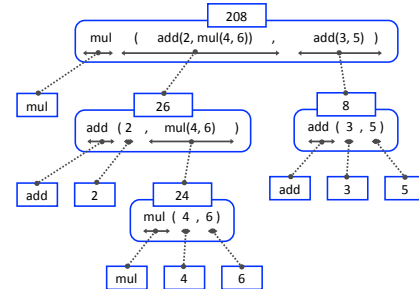 208
mul ( add(2, mul(4, 6)) , add(3, 5) )
mul
26
8
add ( 2 , mul(4, 6) )
add ( 3 , 5 )
add
2
24
add
3
5
mul ( 4 , 6 )
mul
4
6